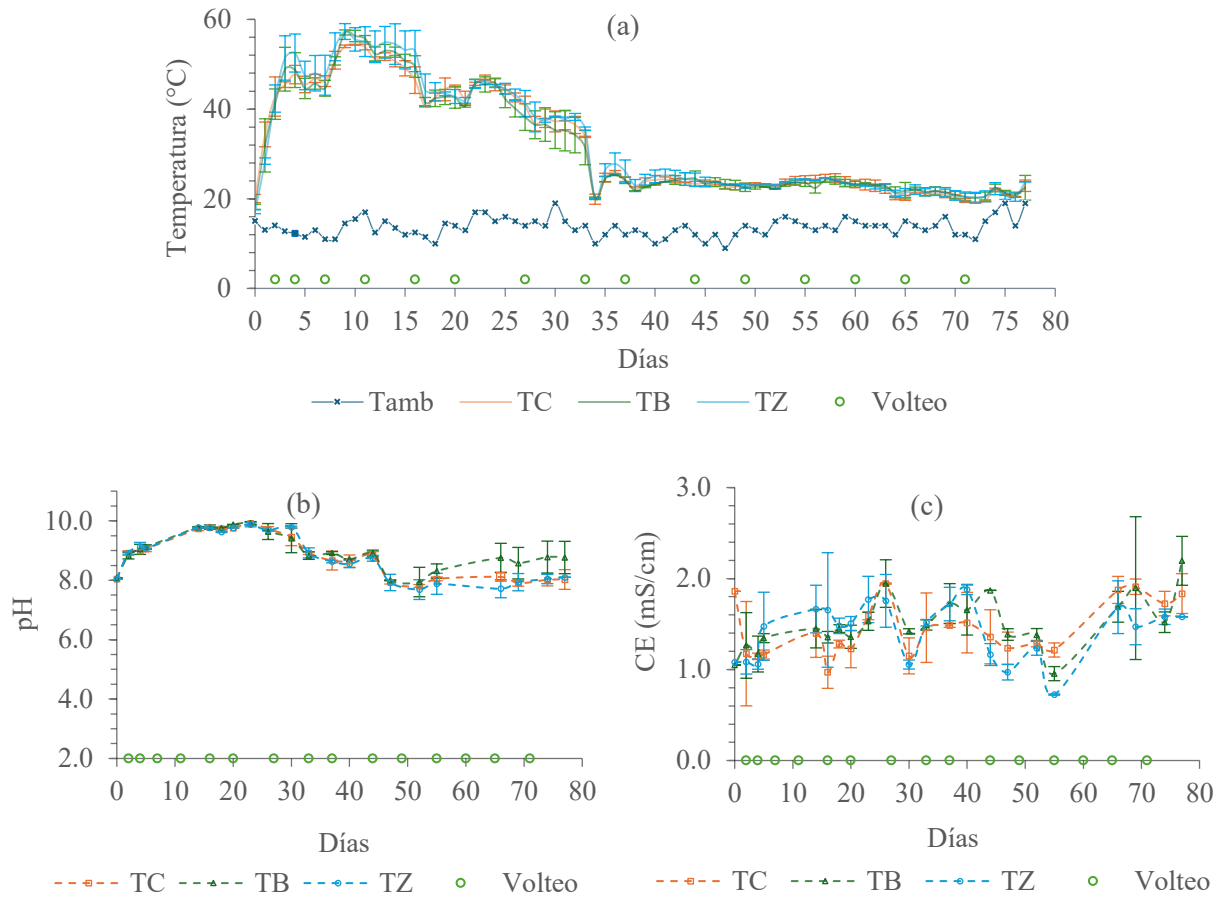 (a)
Temperatura (°C)
60
40
20
0
0 5 10 15 20 25 30 35 40 45 50 55 60 65 70 75 80
Días
Tamb TC TB TZ Volteo
(b)
pH
10.0
8.0
6.0
4.0
2.0
0 10 20 30 40 50 60 70 80
Días
TC TB TZ Volteo
(c)
CE (mS/cm)
3.0
2.0
1.0
0.0
0 10 20 30 40 50 60 70 80
Días
TC TB TZ Volteo